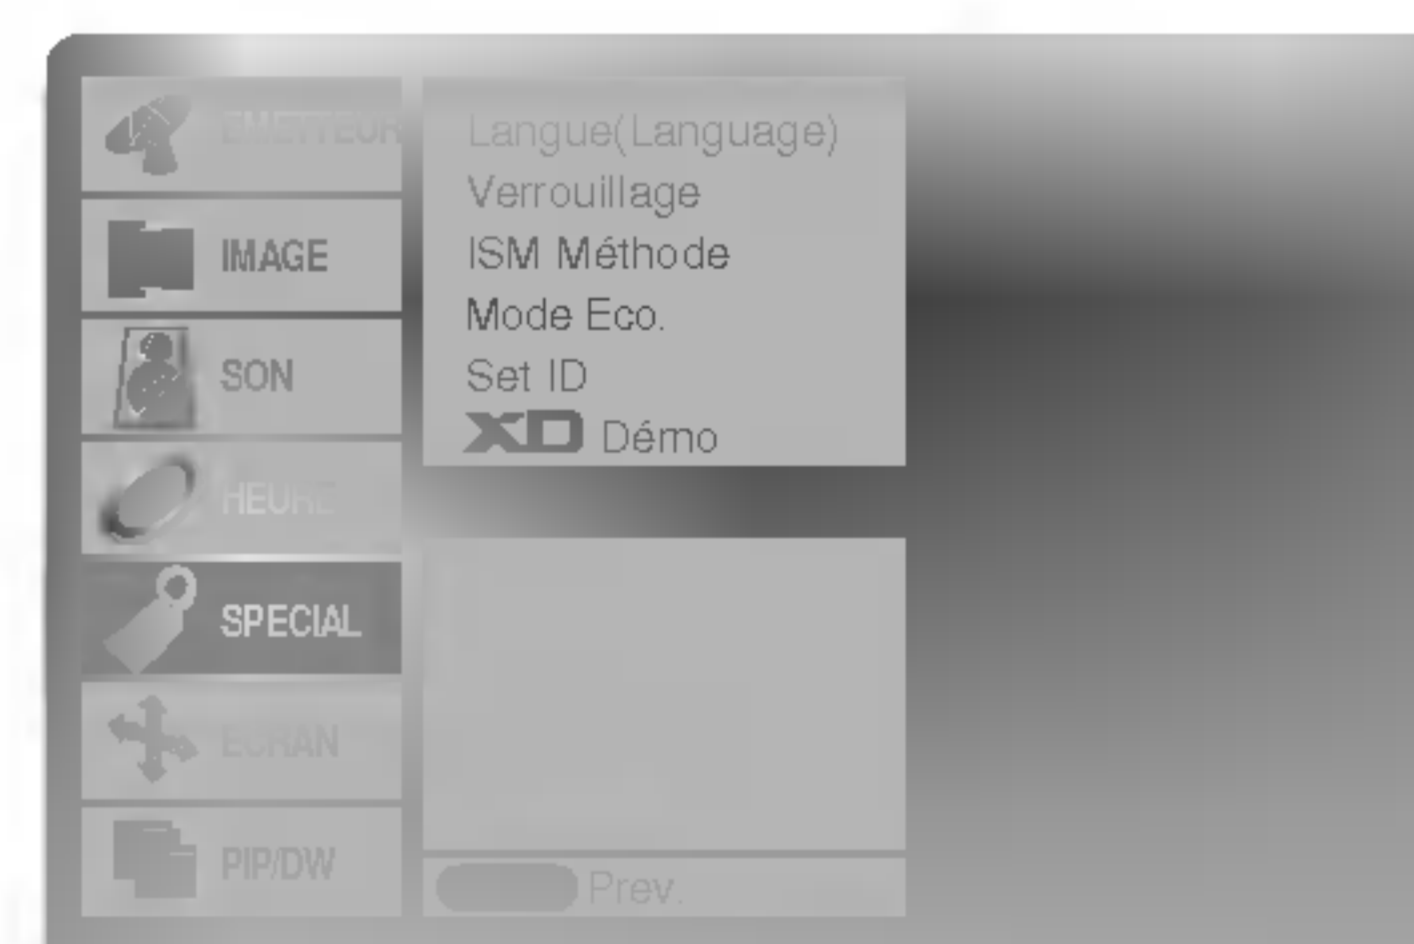 EMETTEUR
IMAGE
SON
HEURE
SPECIAL
ECRAN
PIP/DW
Langue(Language)
Verrouillage
ISM Méthode
Mode Eco.
Set ID
XD Démo
Prev.